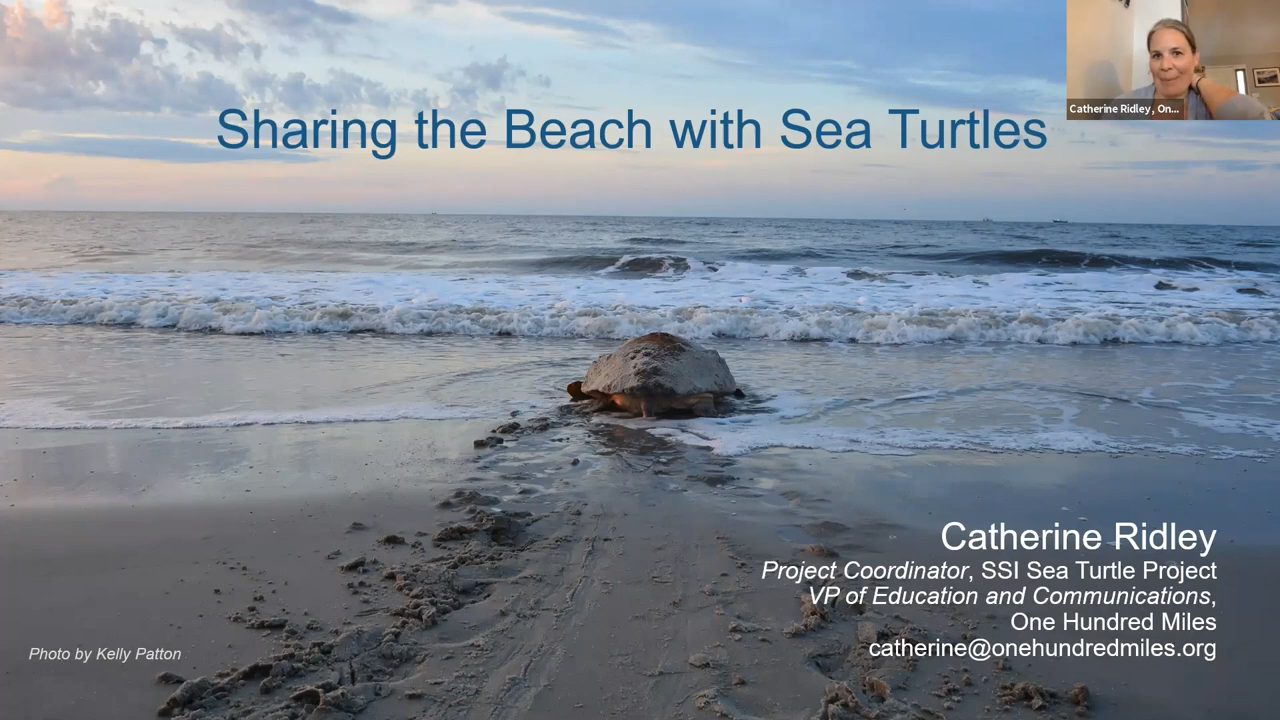 Catherine Ridley, On...
Sharing the Beach with Sea Turtles
Catherine Ridley
Project Coordinator, SSI Sea Turtle Project
VP of Education and Communications,
One Hundred Miles
catherine@onehundredmiles.org
Photo by Kelly Patton